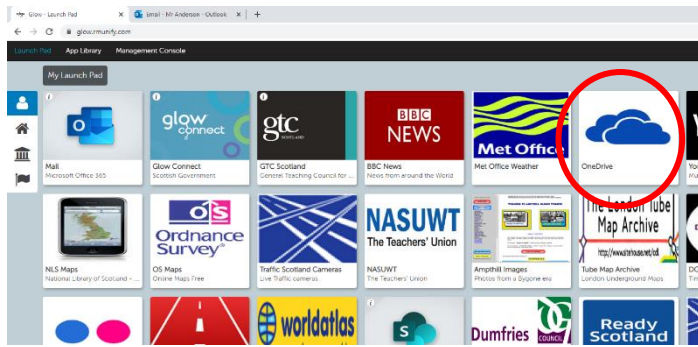 Glow - Launch Pad
Email - Mr Anderson - Outlook
glow.rmunify.com
Launch Pad App Library Management Console
My Launch Pad
glow connect
gtc
SCOTLAND
BBC
NEWS
Met Office
Mail
Microsoft Office 365
Glow Connect
Scottish Government
GTC Scotland
General Teaching Council for ...
BBC News
News from around the World
Met Office Weather
OneDrive
Ordnance
Survey
NASUWT
The Teachers' Union
The London Tube
Map Archive
NLS Maps
National Library of Scotland - ...
OS Maps
Online Maps Free
Traffic Scotland Cameras
Live Traffic cameras
NASUWT
The Teachers' Union
Ampthill Images
Photos from a Bygone era
Tube Map Archive
London Underground Maps
worldatlas
S
Dumfries
COUNCIL
Ready
Scotland